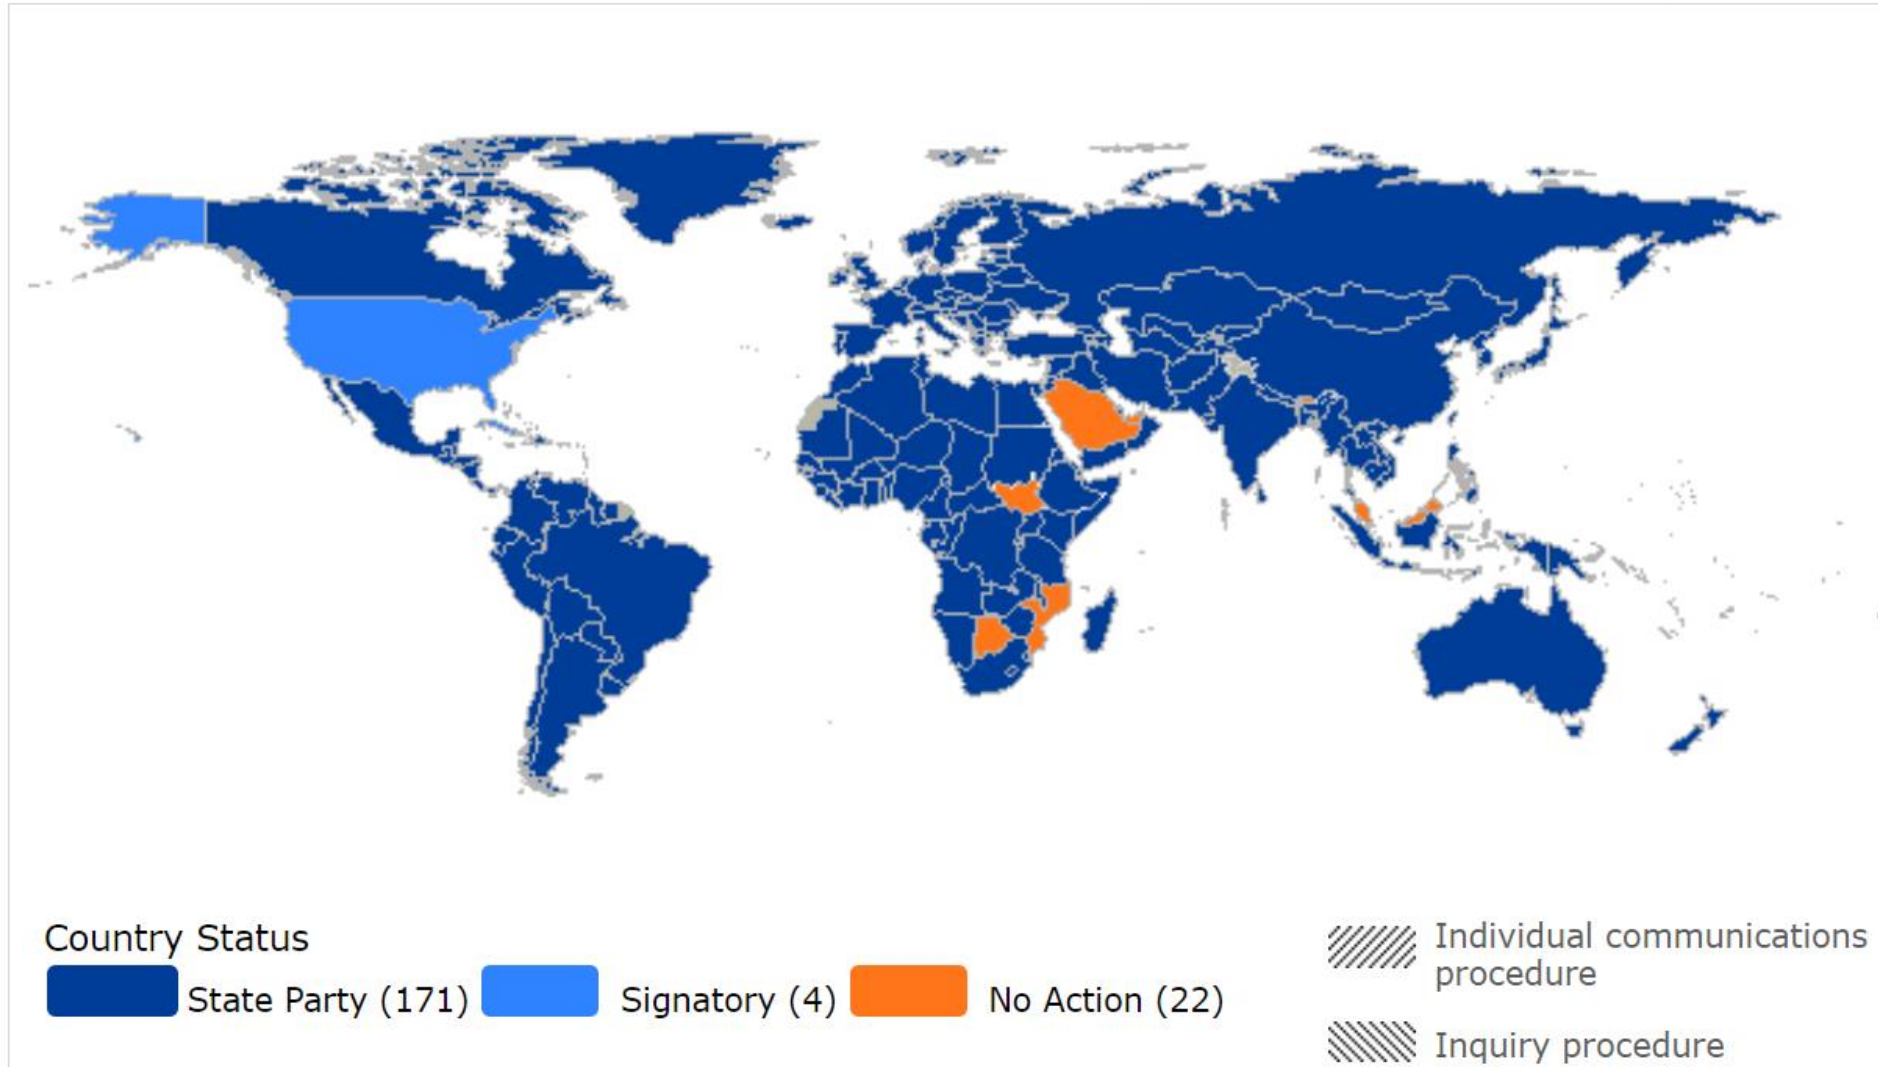 Country Status
State Party (171)
Signatory (4)
No Action (22)
Individual communications
procedure
Inquiry procedure